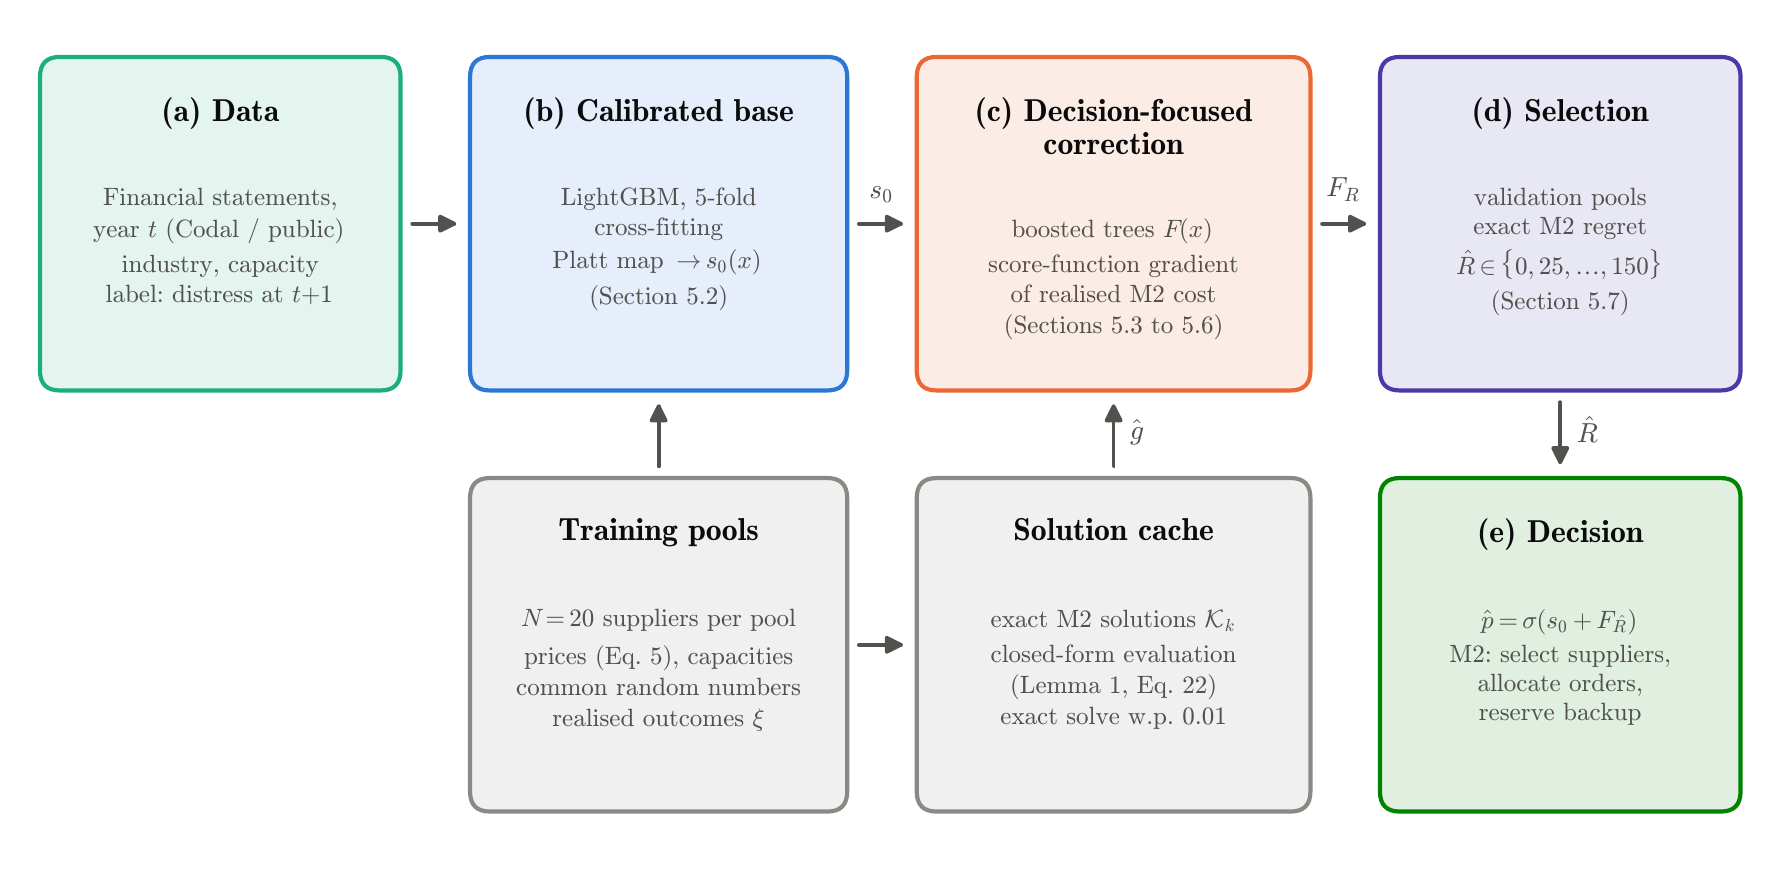 (a) Data
Financial statements,
year t (Codal / public)
industry, capacity
label: distress at t+1
(b) Calibrated base
LightGBM, 5-fold
cross-fitting
Platt map → s₀(x)
(Section 5.2)
s₀
(c) Decision-focused
correction
boosted trees F(x)
score-function gradient
of realised M2 cost
(Sections 5.3 to 5.6)
F_R
(d) Selection
validation pools
exact M2 regret
R̂ ∈ {0, 25, ..., 150}
(Section 5.7)
ĝ
R̂
Training pools
N = 20 suppliers per pool
prices (Eq. 5), capacities
common random numbers
realised outcomes ξ
Solution cache
exact M2 solutions 𝒦ₖ
closed-form evaluation
(Lemma 1, Eq. 22)
exact solve w.p. 0.01
(e) Decision
p̂ = σ(s₀ + F_R̂)
M2: select suppliers,
allocate orders,
reserve backup